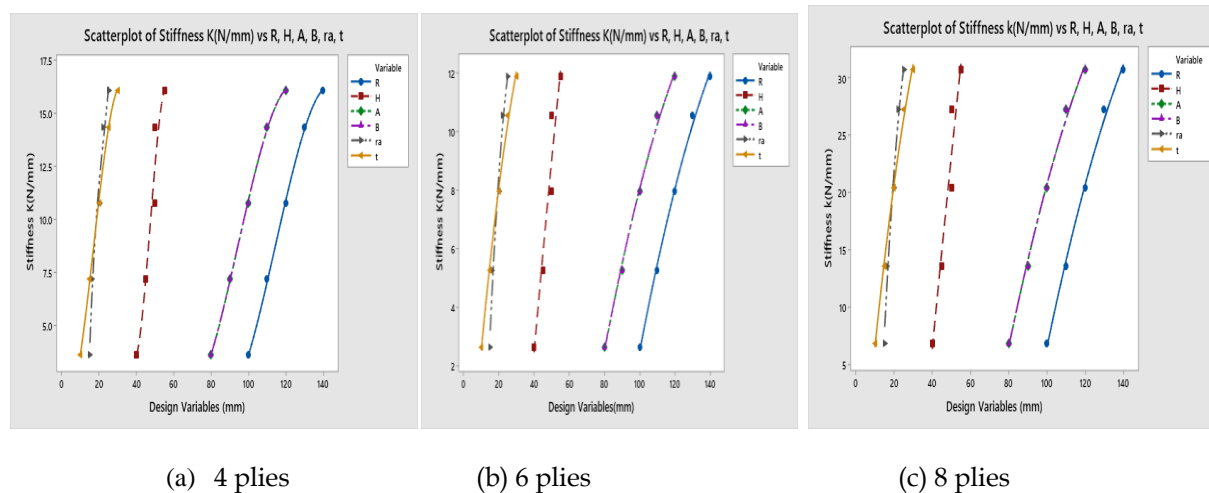 Scatterplot of Stiffness K(N/mm) vs R, H, A, B, ra, t
17.5
15.0
12.5
10.0
7.5
5.0
Stiffness K(N/mm)
0 20 40 60 80 100 120 140
Design Variables (mm)
Variable
R
H
A
B
ra
t
Scatterplot of Stiffness K(N/mm) vs R, H, A, B, ra, t
12
10
8
6
4
2
Stiffness K(N/mm)
0 20 40 60 80 100 120 140
Design Variables(mm)
Variable
R
H
A
B
ra
t
Scatterplot of Stiffness k(N/mm) vs R, H, A, B, ra, t
30
25
20
15
10
5
Stiffness k(N/mm)
0 20 40 60 80 100 120 140
Design Variables (mm)
Variable
R
H
A
B
ra
t
(a) 4 plies
(b) 6 plies
(c) 8 plies